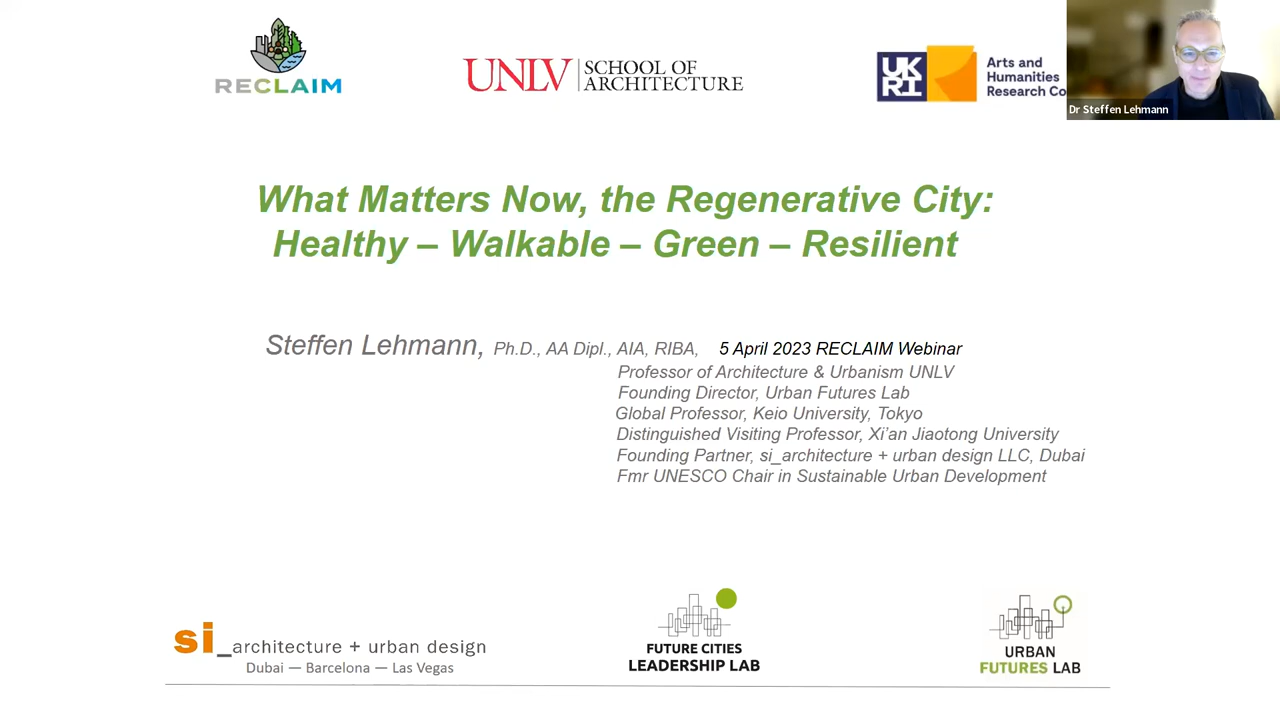 RECLAIM
UNLV SCHOOL OF
ARCHITECTURE
UK
RI
Arts and
Humanities
Research Co
Dr Steffen Lehmann
What Matters Now, the Regenerative City:
Healthy – Walkable – Green – Resilient
Steffen Lehmann, Ph.D., AA Dipl., AIA, RIBA, 5 April 2023 RECLAIM Webinar
Professor of Architecture & Urbanism UNLV
Founding Director, Urban Futures Lab
Global Professor, Keio University, Tokyo
Distinguished Visiting Professor, Xi’an Jiaotong University
Founding Partner, si_architecture + urban design LLC, Dubai
Fmr UNESCO Chair in Sustainable Urban Development
si_architecture + urban design
Dubai — Barcelona — Las Vegas
FUTURE CITIES
LEADERSHIP LAB
URBAN
FUTURES LAB